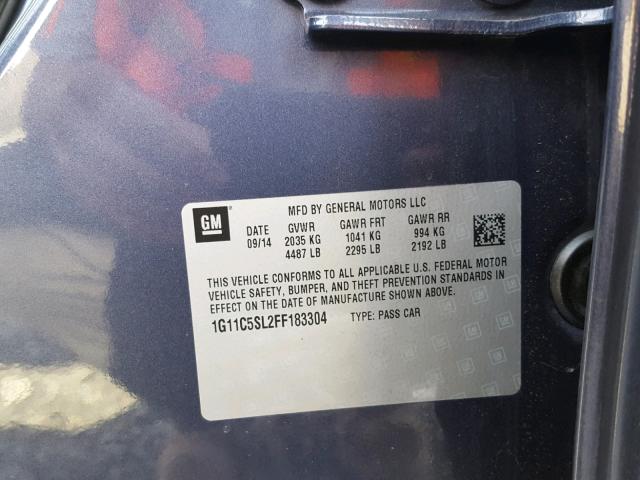 GM
MFD BY GENERAL MOTORS LLC
DATE GVWR GAWR FRT GAWR RR
09/14 2035 KG 1041 KG 994 KG
4487 LB 2295 LB 2192 LB
THIS VEHICLE CONFORMS TO ALL APPLICABLE U.S. FEDERAL MOTOR
VEHICLE SAFETY, BUMPER, AND THEFT PREVENTION STANDARDS IN
EFFECT ON THE DATE OF MANUFACTURE SHOWN ABOVE.
1G11C5SL2FF183304 TYPE: PASS CAR